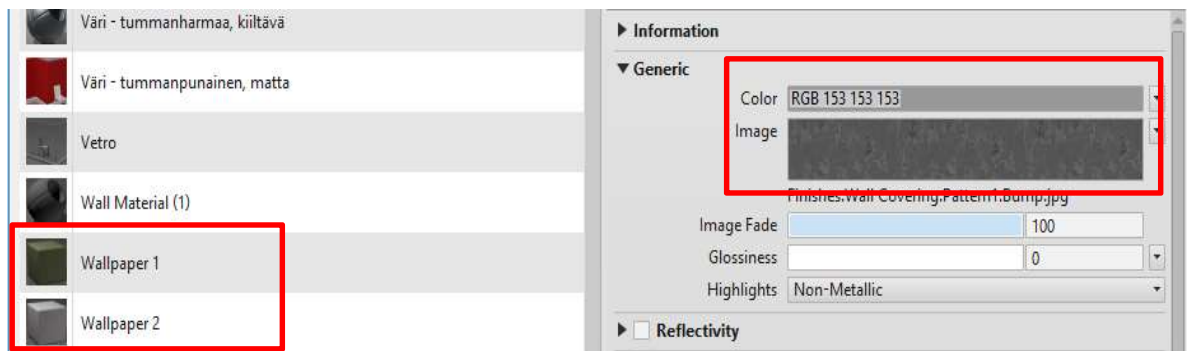 Väri - tummanharmaa, kiiltävä
Väri - tummanpunainen, matta
Vetro
Wall Material (1)
Wallpaper 1
Wallpaper 2
Information
Generic
Color RGB 153 153 153
Image
Finishes.Wall Covering.Pattern1.Bump.jpg
Image Fade 100
Glossiness 0
Highlights Non-Metallic
Reflectivity